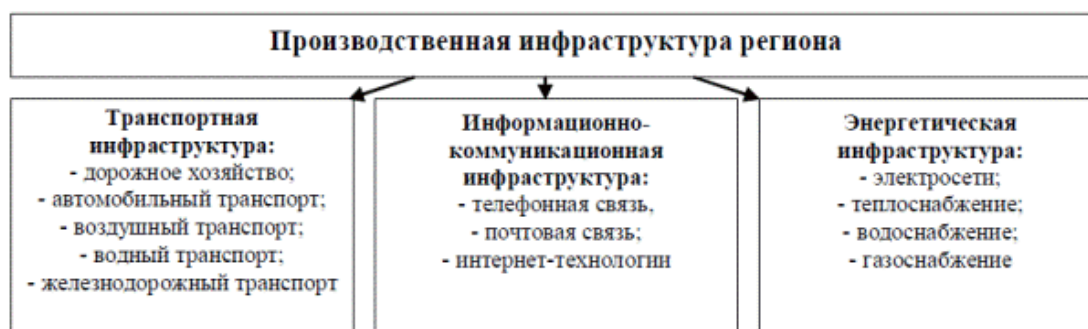 Производственная инфраструктура региона
Транспортная
инфраструктура:
- дорожное хозяйство;
- автомобильный транспорт;
- воздушный транспорт;
- водный транспорт;
- железнодорожный транспорт
Информационно-
коммуникационная
инфраструктура:
- телефонная связь,
- почтовая связь;
- интернет-технологии
Энергетическая
инфраструктура:
- электросети;
- теплоснабжение;
- водоснабжение;
- газоснабжение